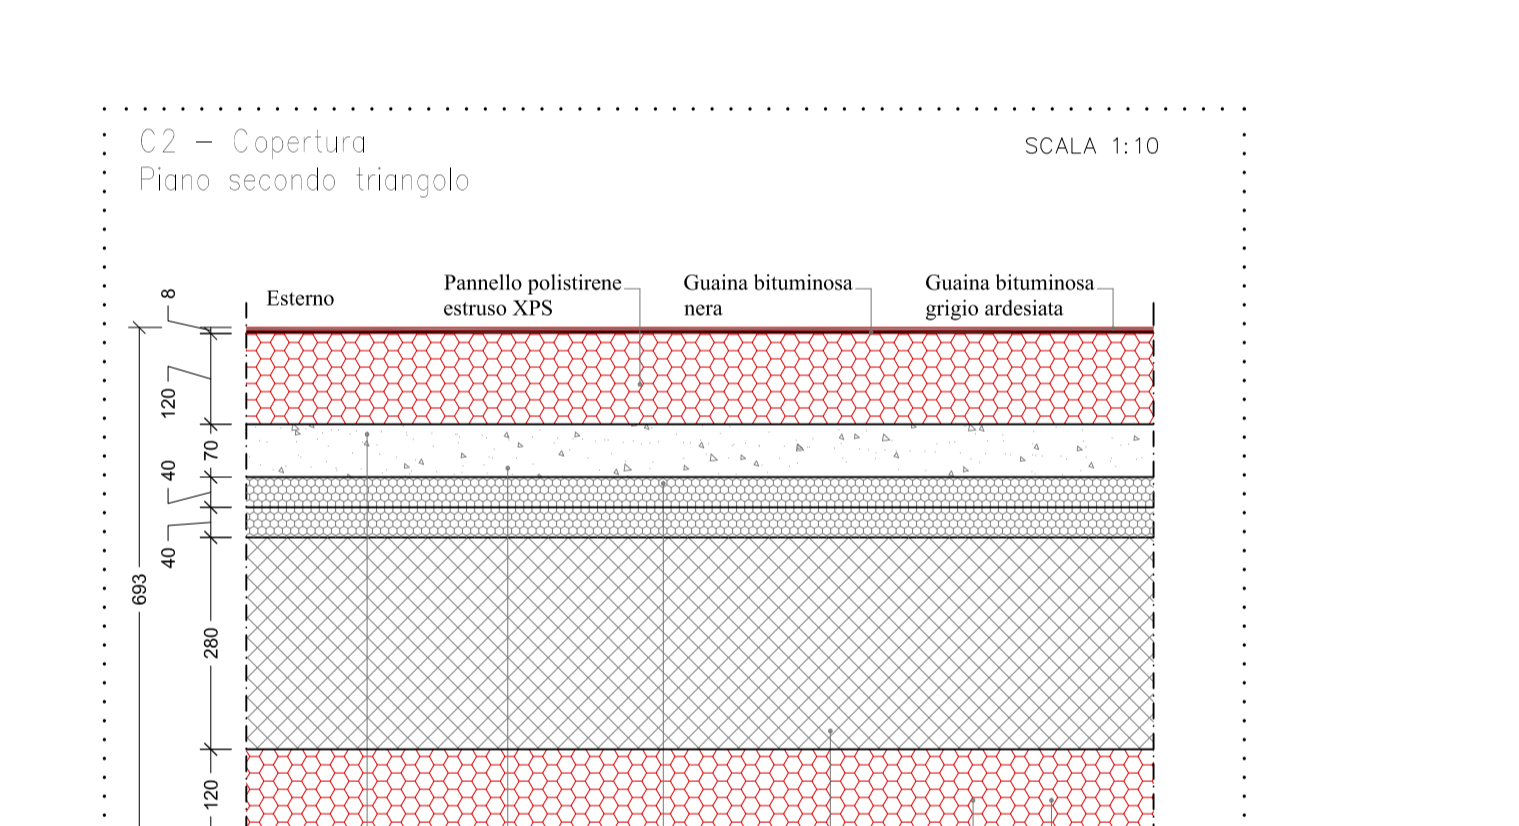 C2 - Copertura
Piano secondo triangolo
SCALA 1:10
Esterno
Pannello polistirene
estruso XPS
Guaina bituminosa
nera
Guaina bituminosa
grigio ardesiata
8
120
70
40
40
693
280
120